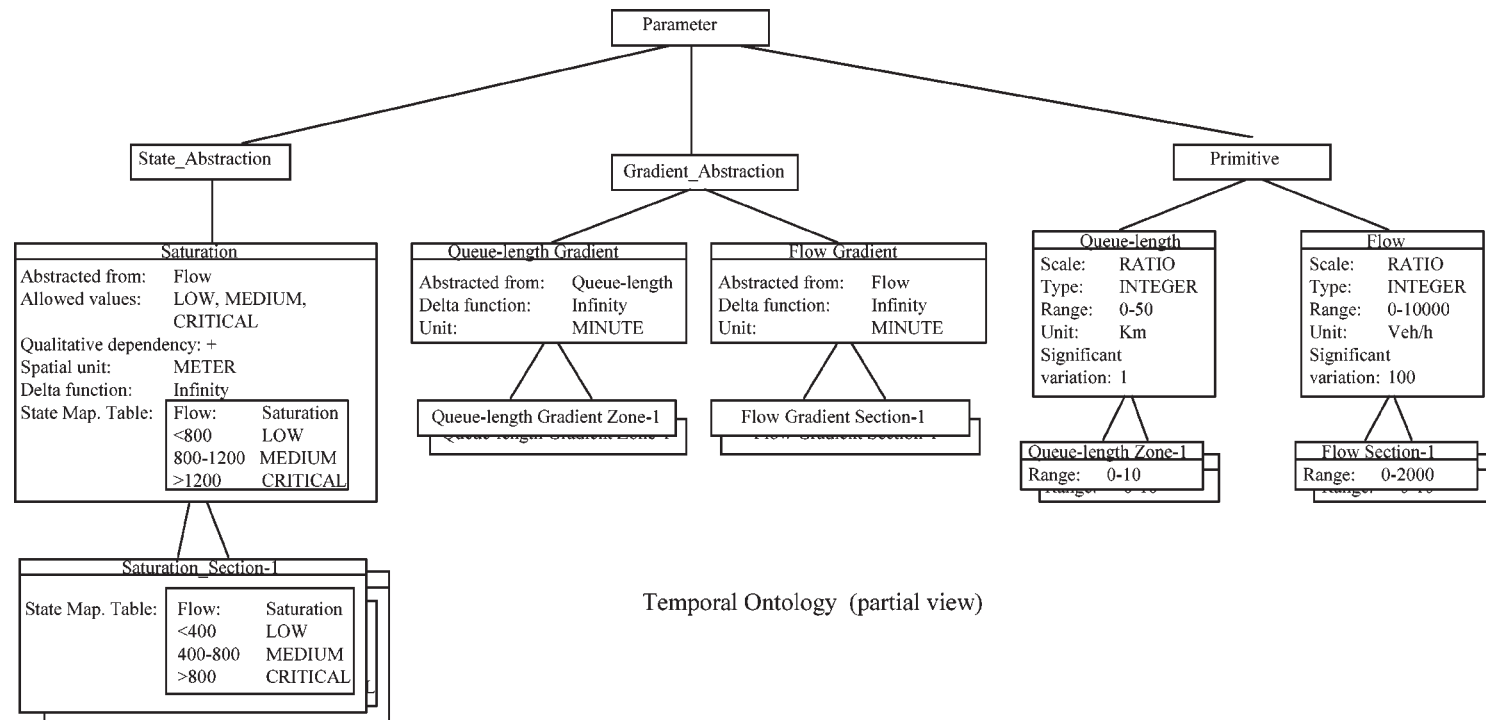 Parameter
State_Abstraction
Gradient_Abstraction
Primitive
Saturation
Abstracted from: Flow
Allowed values: LOW, MEDIUM,
CRITICAL
Qualitative dependency: +
Spatial unit: METER
Delta function: Infinity
State Map. Table: Flow: Saturation
<800 LOW
800-1200 MEDIUM
>1200 CRITICAL
Saturation_Section-1
State Map. Table: Flow: Saturation
<400 LOW
400-800 MEDIUM
>800 CRITICAL
Queue-length Gradient
Abstracted from: Queue-length
Delta function: Infinity
Unit: MINUTE
Queue-length Gradient Zone-1
Flow Gradient
Abstracted from: Flow
Delta function: Infinity
Unit: MINUTE
Flow Gradient Section-1
Queue-length
Scale: RATIO
Type: INTEGER
Range: 0-50
Unit: Km
Significant
variation: 1
Queue-length Zone-1
Range: 0-10
Flow
Scale: RATIO
Type: INTEGER
Range: 0-10000
Unit: Veh/h
Significant
variation: 100
Flow Section-1
Range: 0-2000
Temporal Ontology (partial view)